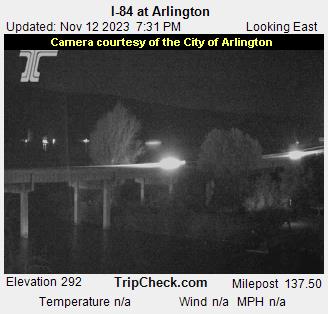 I-84 at Arlington
Updated: Nov 12 2023 7:31 PM Looking East
Camera courtesy of the City of Arlington
Elevation 292 TripCheck.com Milepost 137.50
Temperature n/a Wind n/a MPH n/a